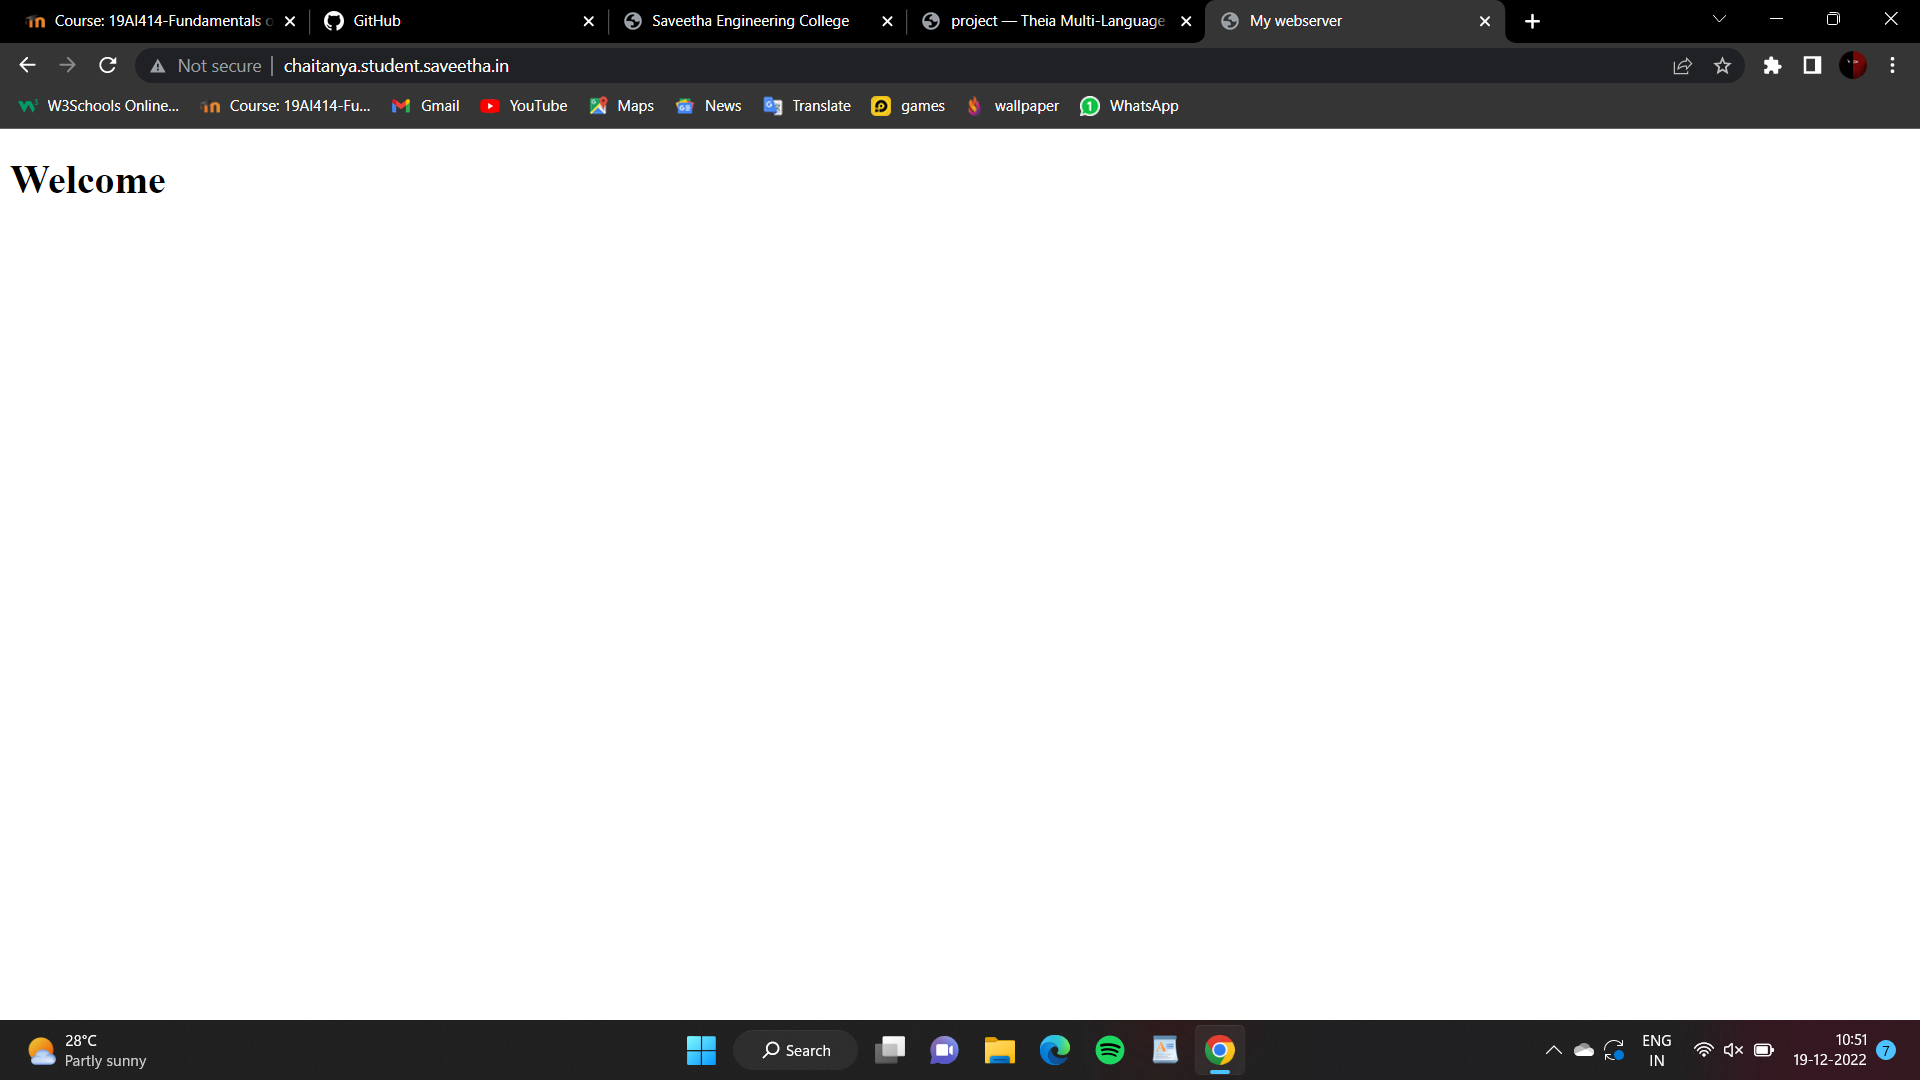 Course: 19AI414-Fundamentals o
GitHub
Saveetha Engineering College
project — Theia Multi-Language
My webserver
Not secure
chaitanya.student.saveetha.in
W3Schools Online...
Course: 19AI414-Fu...
Gmail
YouTube
Maps
News
Translate
games
1
WhatsApp
wallpaper
Welcome
28°C
Partly sunny
Search
ENG
IN
10:51
19-12-2022
7